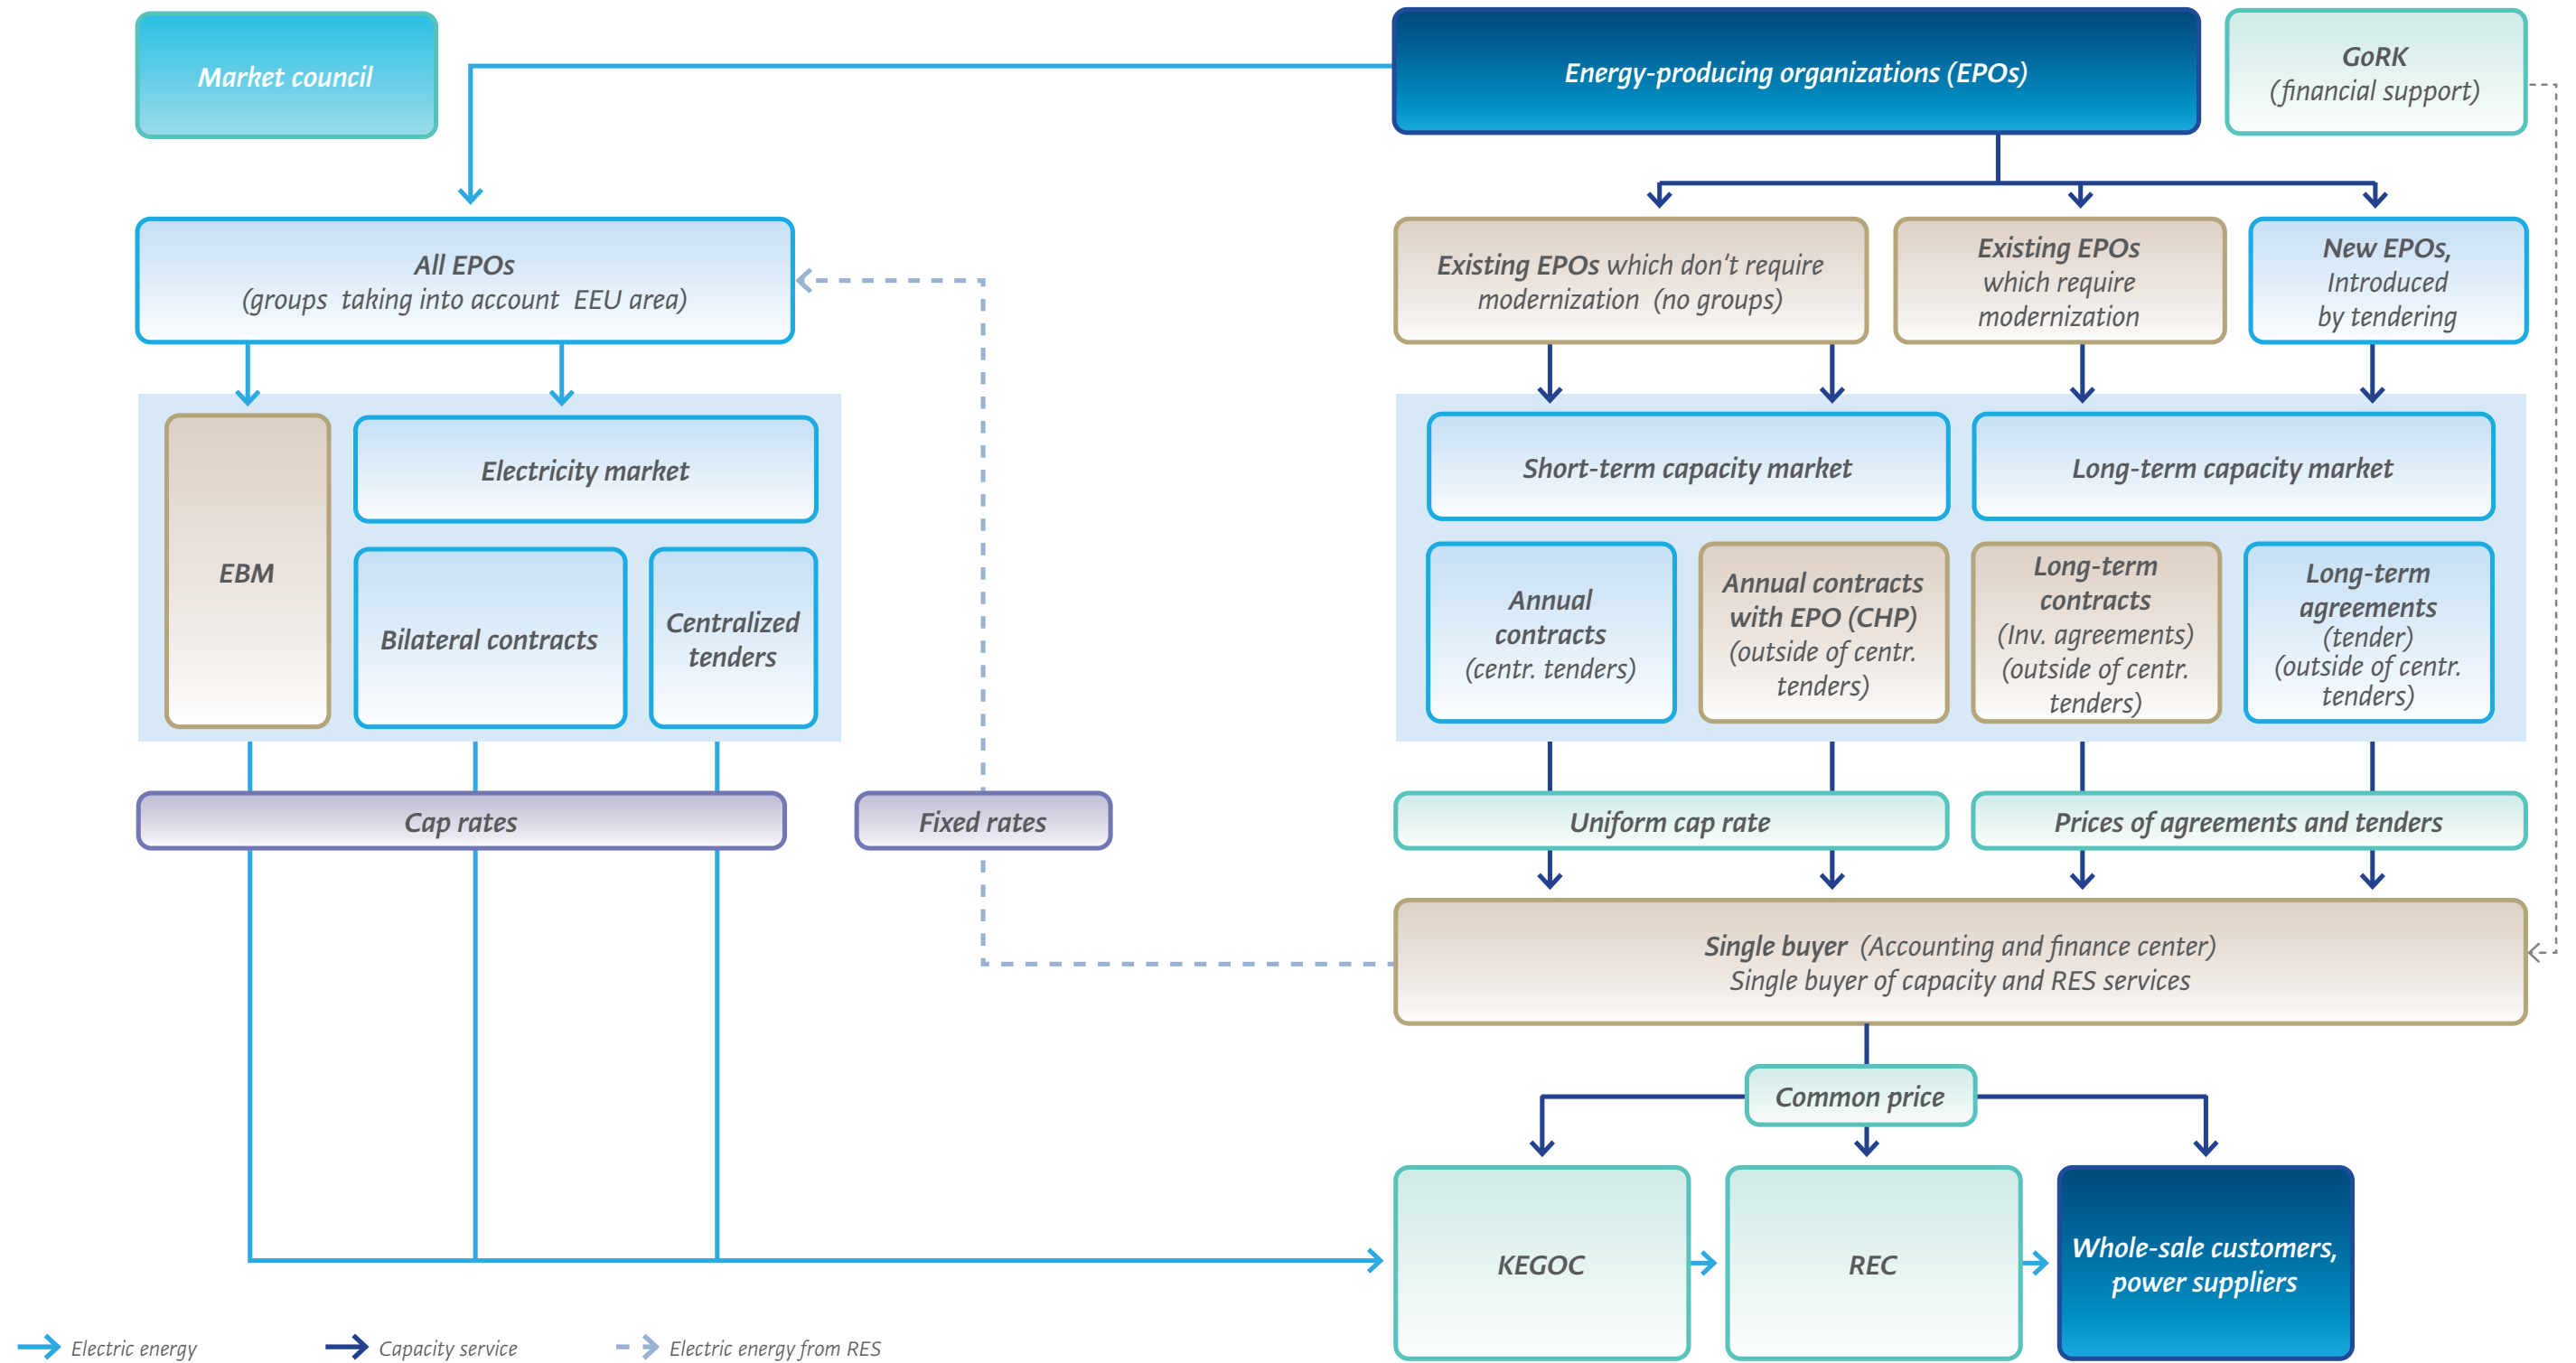 Market council
Energy-producing organizations (EPOs)
GoRK
(financial support)
All EPOs
(groups taking into account EEU area)
Existing EPOs which don't require
modernization (no groups)
Existing EPOs
which require
modernization
New EPOs,
Introduced
by tendering
EBM
Electricity market
Bilateral contracts
Centralized
tenders
Short-term capacity market
Long-term capacity market
Annual
contracts
(centr. tenders)
Annual contracts
with EPO (CHP)
(outside of centr.
tenders)
Long-term
contracts
(Inv. agreements)
(outside of centr.
tenders)
Long-term
agreements
(tender)
(outside of centr.
tenders)
Cap rates
Fixed rates
Uniform cap rate
Prices of agreements and tenders
Single buyer (Accounting and finance center)
Single buyer of capacity and RES services
Common price
KEGOC
REC
Whole-sale customers,
power suppliers
Electric energy
Capacity service
Electric energy from RES